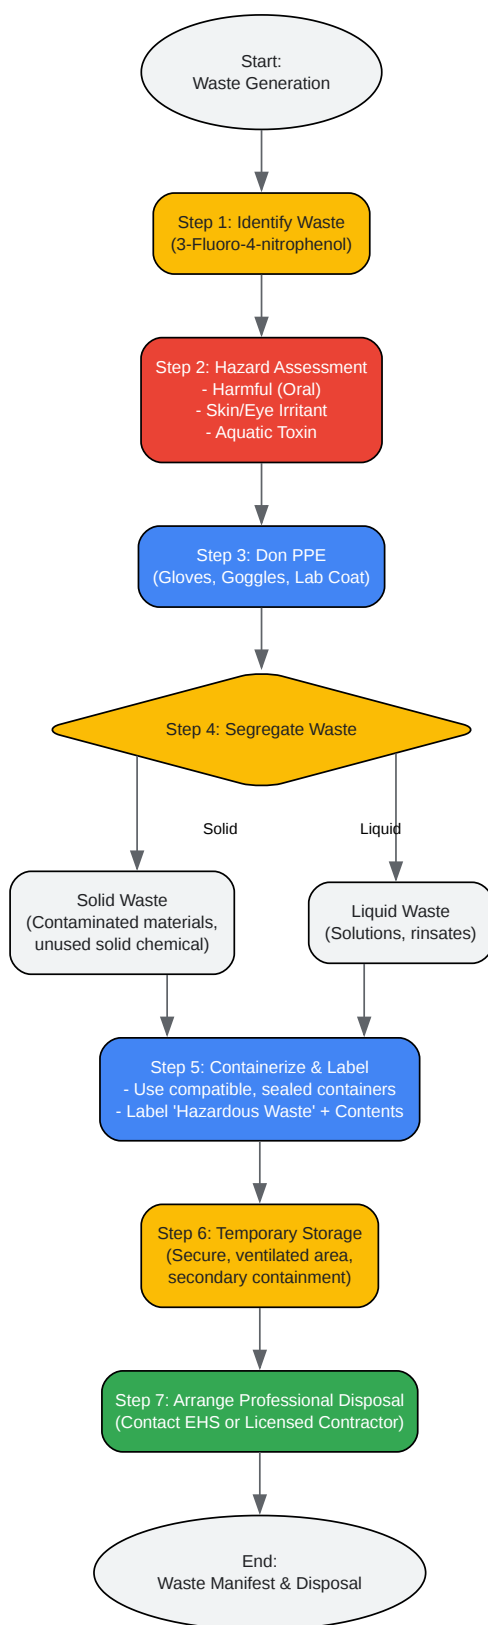 Start:
Waste Generation
Step 1: Identify Waste
(3-Fluoro-4-nitrophenol)
Step 2: Hazard Assessment
- Harmful (Oral)
- Skin/Eye Irritant
- Aquatic Toxin
Step 3: Don PPE
(Gloves, Goggles, Lab Coat)
Step 4: Segregate Waste
Solid
Liquid
Solid Waste
(Contaminated materials,
unused solid chemical)
Liquid Waste
(Solutions, rinsates)
Step 5: Containerize & Label
- Use compatible, sealed containers
- Label 'Hazardous Waste' + Contents
Step 6: Temporary Storage
(Secure, ventilated area,
secondary containment)
Step 7: Arrange Professional Disposal
(Contact EHS or Licensed Contractor)
End:
Waste Manifest & Disposal